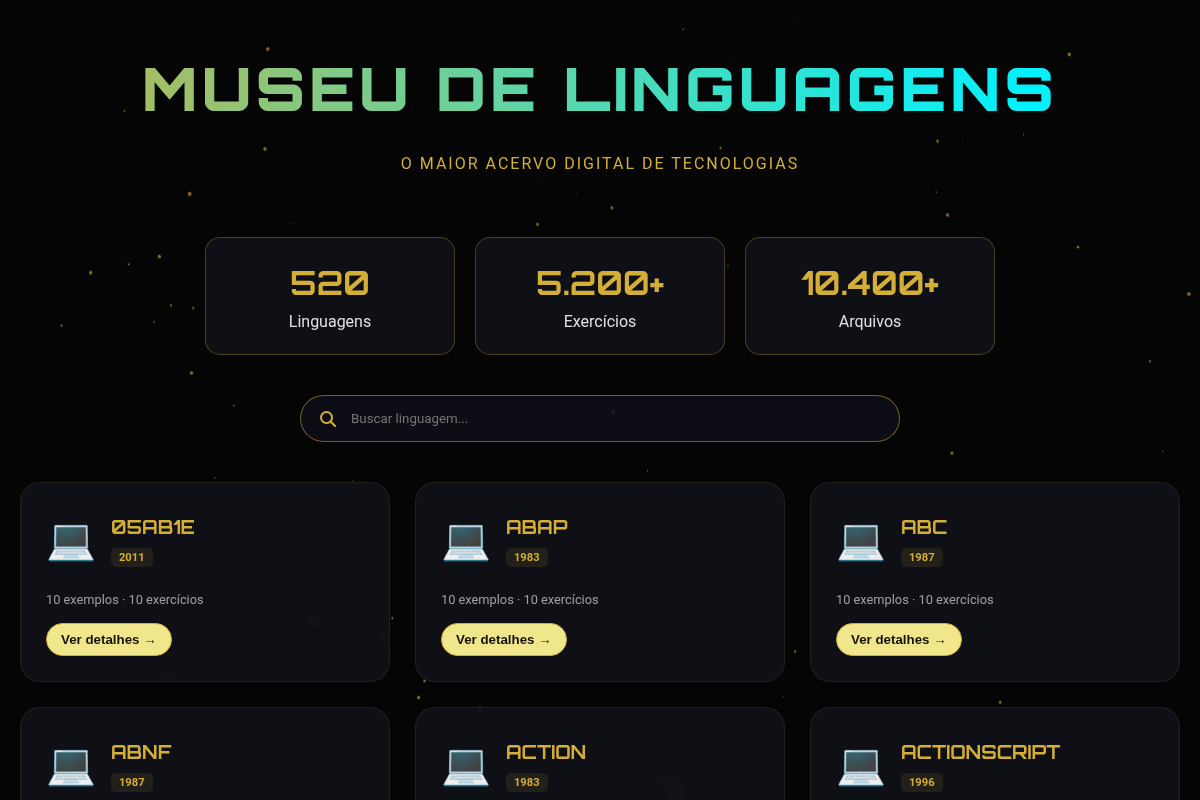 MUSEU DE LINGUAGENS
O MAIOR ACERVO DIGITAL DE TECNOLOGIAS
520
Linguagens
5.200+
Exercícios
10.400+
Arquivos
Buscar linguagem...
05AB1E
2011
10 exemplos · 10 exercícios
Ver detalhes →
ABAP
1983
10 exemplos · 10 exercícios
Ver detalhes →
ABC
1987
10 exemplos · 10 exercícios
Ver detalhes →
ABNF
1987
ACTION
1983
ACTIONSCRIPT
1996